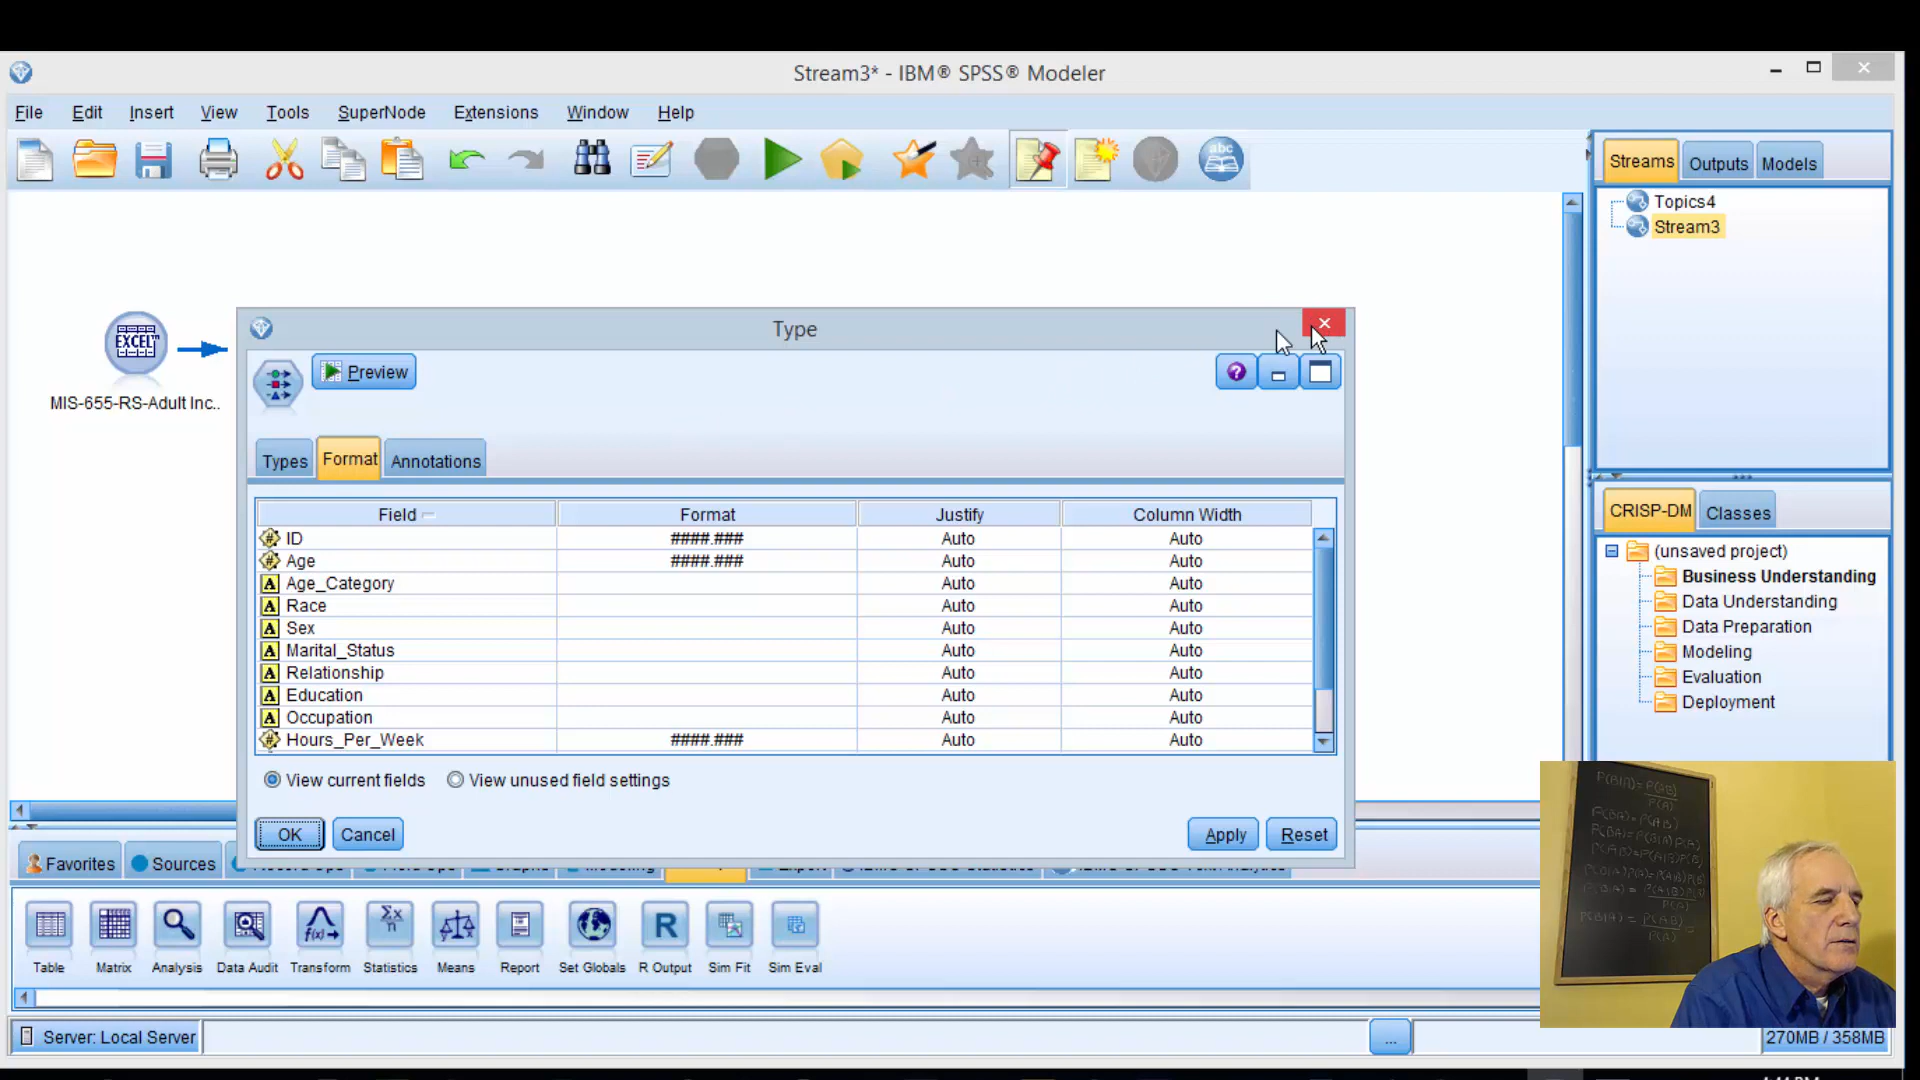 Stream3* - IBM® SPSS® Modeler
File Edit Insert View Tools SuperNode Extensions Window Help
abc
Streams Outputs Models
Topics4
Stream3
EXCEL™
MIS-655-RS-Adult Inc..
Type
Preview
Types Format Annotations
Field Format Justify Column Width
ID ####.### Auto Auto
Age ####.### Auto Auto
Age_Category Auto Auto
Race Auto Auto
Sex Auto Auto
Marital_Status Auto Auto
Relationship Auto Auto
Education Auto Auto
Occupation Auto Auto
Hours_Per_Week ####.### Auto Auto
View current fields View unused field settings
OK Cancel Apply Reset
CRISP-DM Classes
(unsaved project)
Business Understanding
Data Understanding
Data Preparation
Modeling
Evaluation
Deployment
Favorites Sources
Table Matrix Analysis Data Audit Transform Statistics Means Report Set Globals R Output Sim Fit Sim Eval
Server: Local Server
...
270MB / 358MB